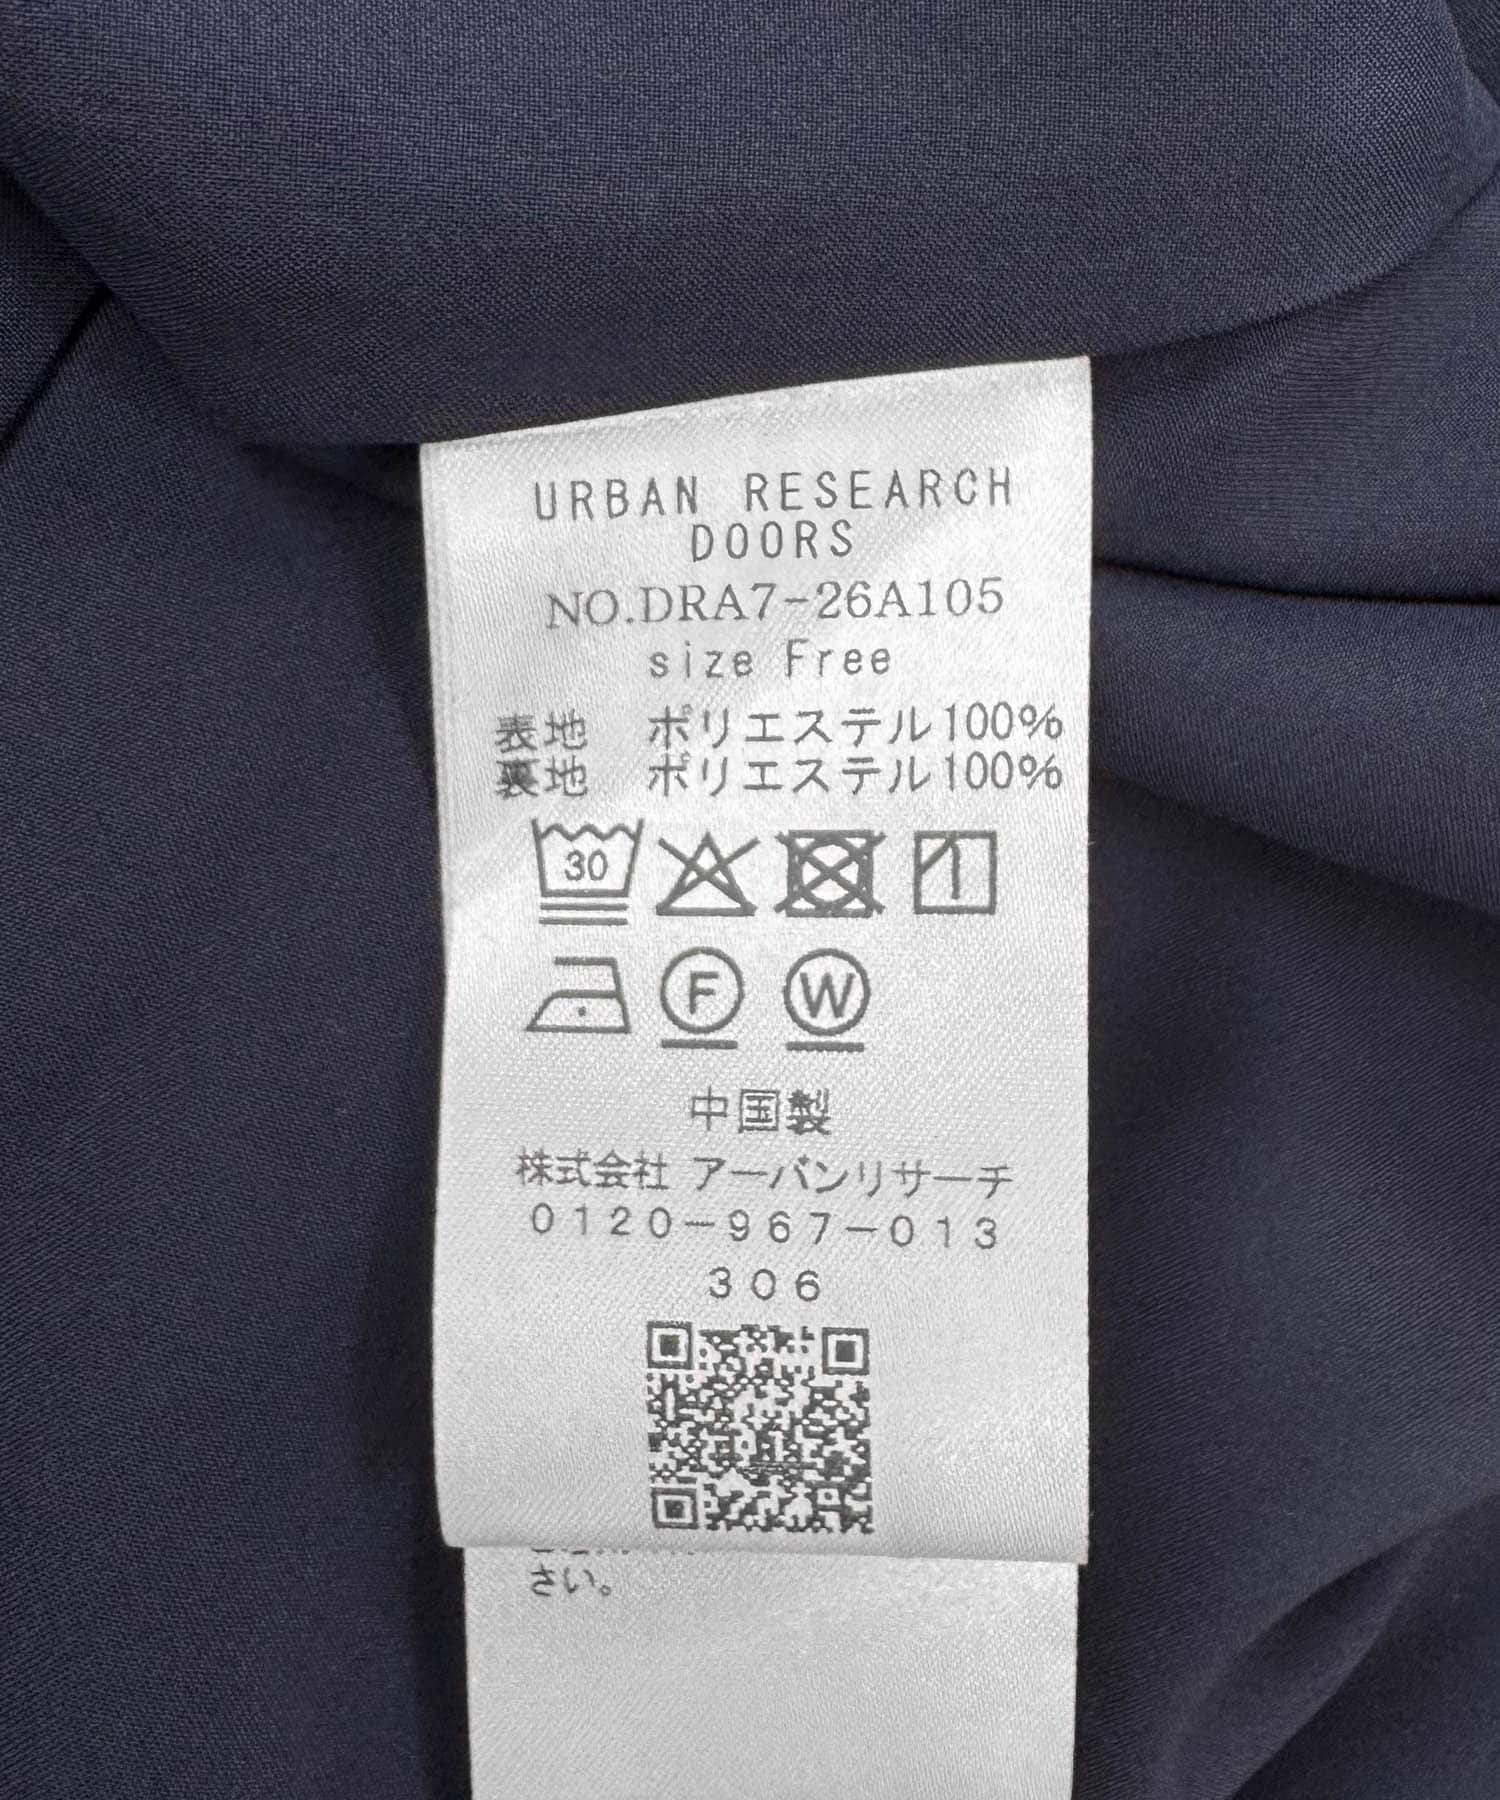 URBAN RESEARCH
DOORS
NO.DRA7-26A105
size Free
表地 ポリエステル100%
裏地 ポリエステル100%
30
F W
中国製
株式会社 アーバンリサーチ
0120-967-013
306
さい。